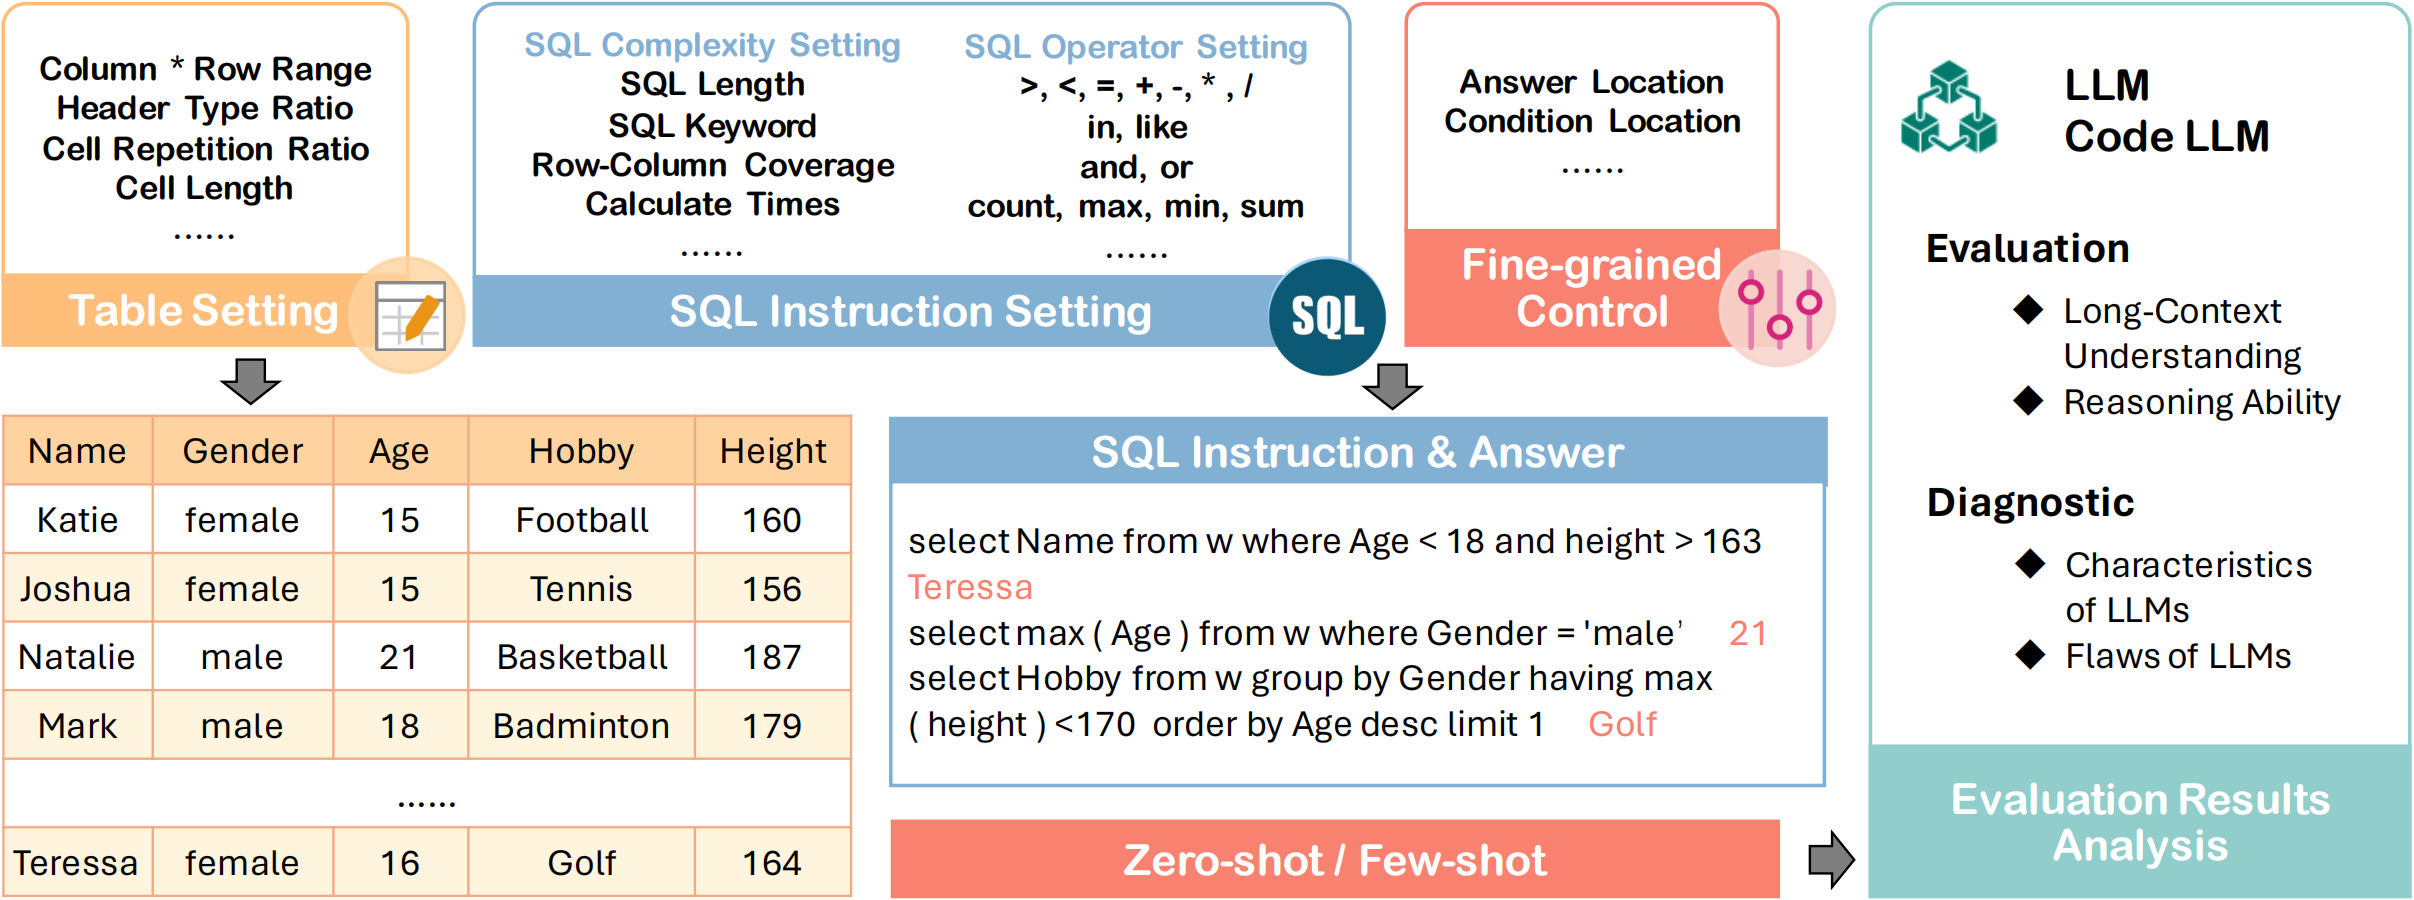 Column * Row Range
Header Type Ratio
Cell Repetition Ratio
Cell Length
......
Table Setting
SQL Complexity Setting
SQL Length
SQL Keyword
Row-Column Coverage
Calculate Times
......
SQL Operator Setting
>, <, =, +, -, * , /
in, like
and, or
count, max, min, sum
......
SQL Instruction Setting
SQL
Answer Location
Condition Location
......
Fine-grained
Control
Name Gender Age Hobby Height
Katie female 15 Football 160
Joshua female 15 Tennis 156
Natalie male 21 Basketball 187
Mark male 18 Badminton 179
......
Teressa female 16 Golf 164
SQL Instruction & Answer
select Name from w where Age < 18 and height > 163
Teressa
select max ( Age ) from w where Gender = 'male’ 21
select Hobby from w group by Gender having max
( height ) <170 order by Age desc limit 1 Golf
Zero-shot / Few-shot
LLM
Code LLM
Evaluation
◆ Long-Context
Understanding
◆ Reasoning Ability
Diagnostic
◆ Characteristics
of LLMs
◆ Flaws of LLMs
Evaluation Results
Analysis